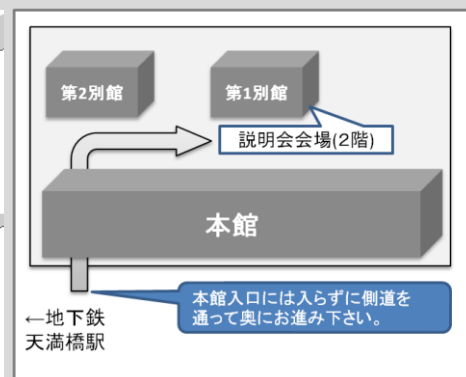 第2別館
第1別館
説明会会場(2階)
本館
本館入口には入らずに側道を
通って奥にお進み下さい。
←地下鉄
天満橋駅